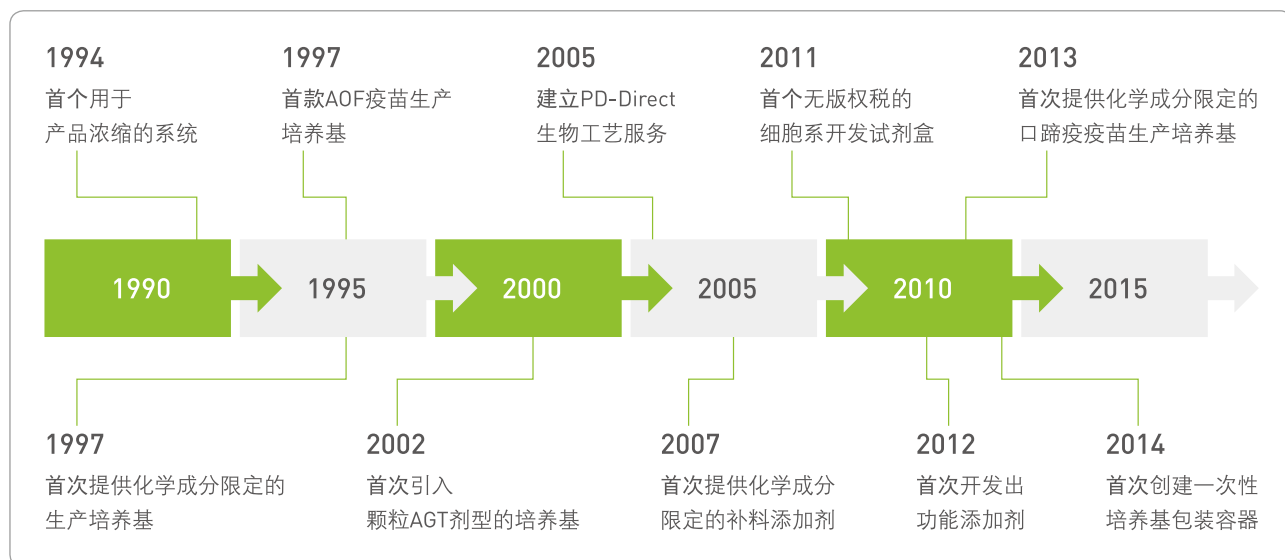 1994
首个用于
产品浓缩的系统
1997
首款AOF疫苗生产
培养基
2005
建立PD-Direct
生物工艺服务
2011
首个无版权税的
细胞系开发试剂盒
2013
首次提供化学成分限定的
口蹄疫疫苗生产培养基
1990
1995
2000
2005
2010
2015
1997
首次提供化学成分限定的
生产培养基
2002
首次引入
颗粒AGT剂型的培养基
2007
首次提供化学成分
限定的补料添加剂
2012
首次开发出
功能添加剂
2014
首次创建一次性
培养基包装容器